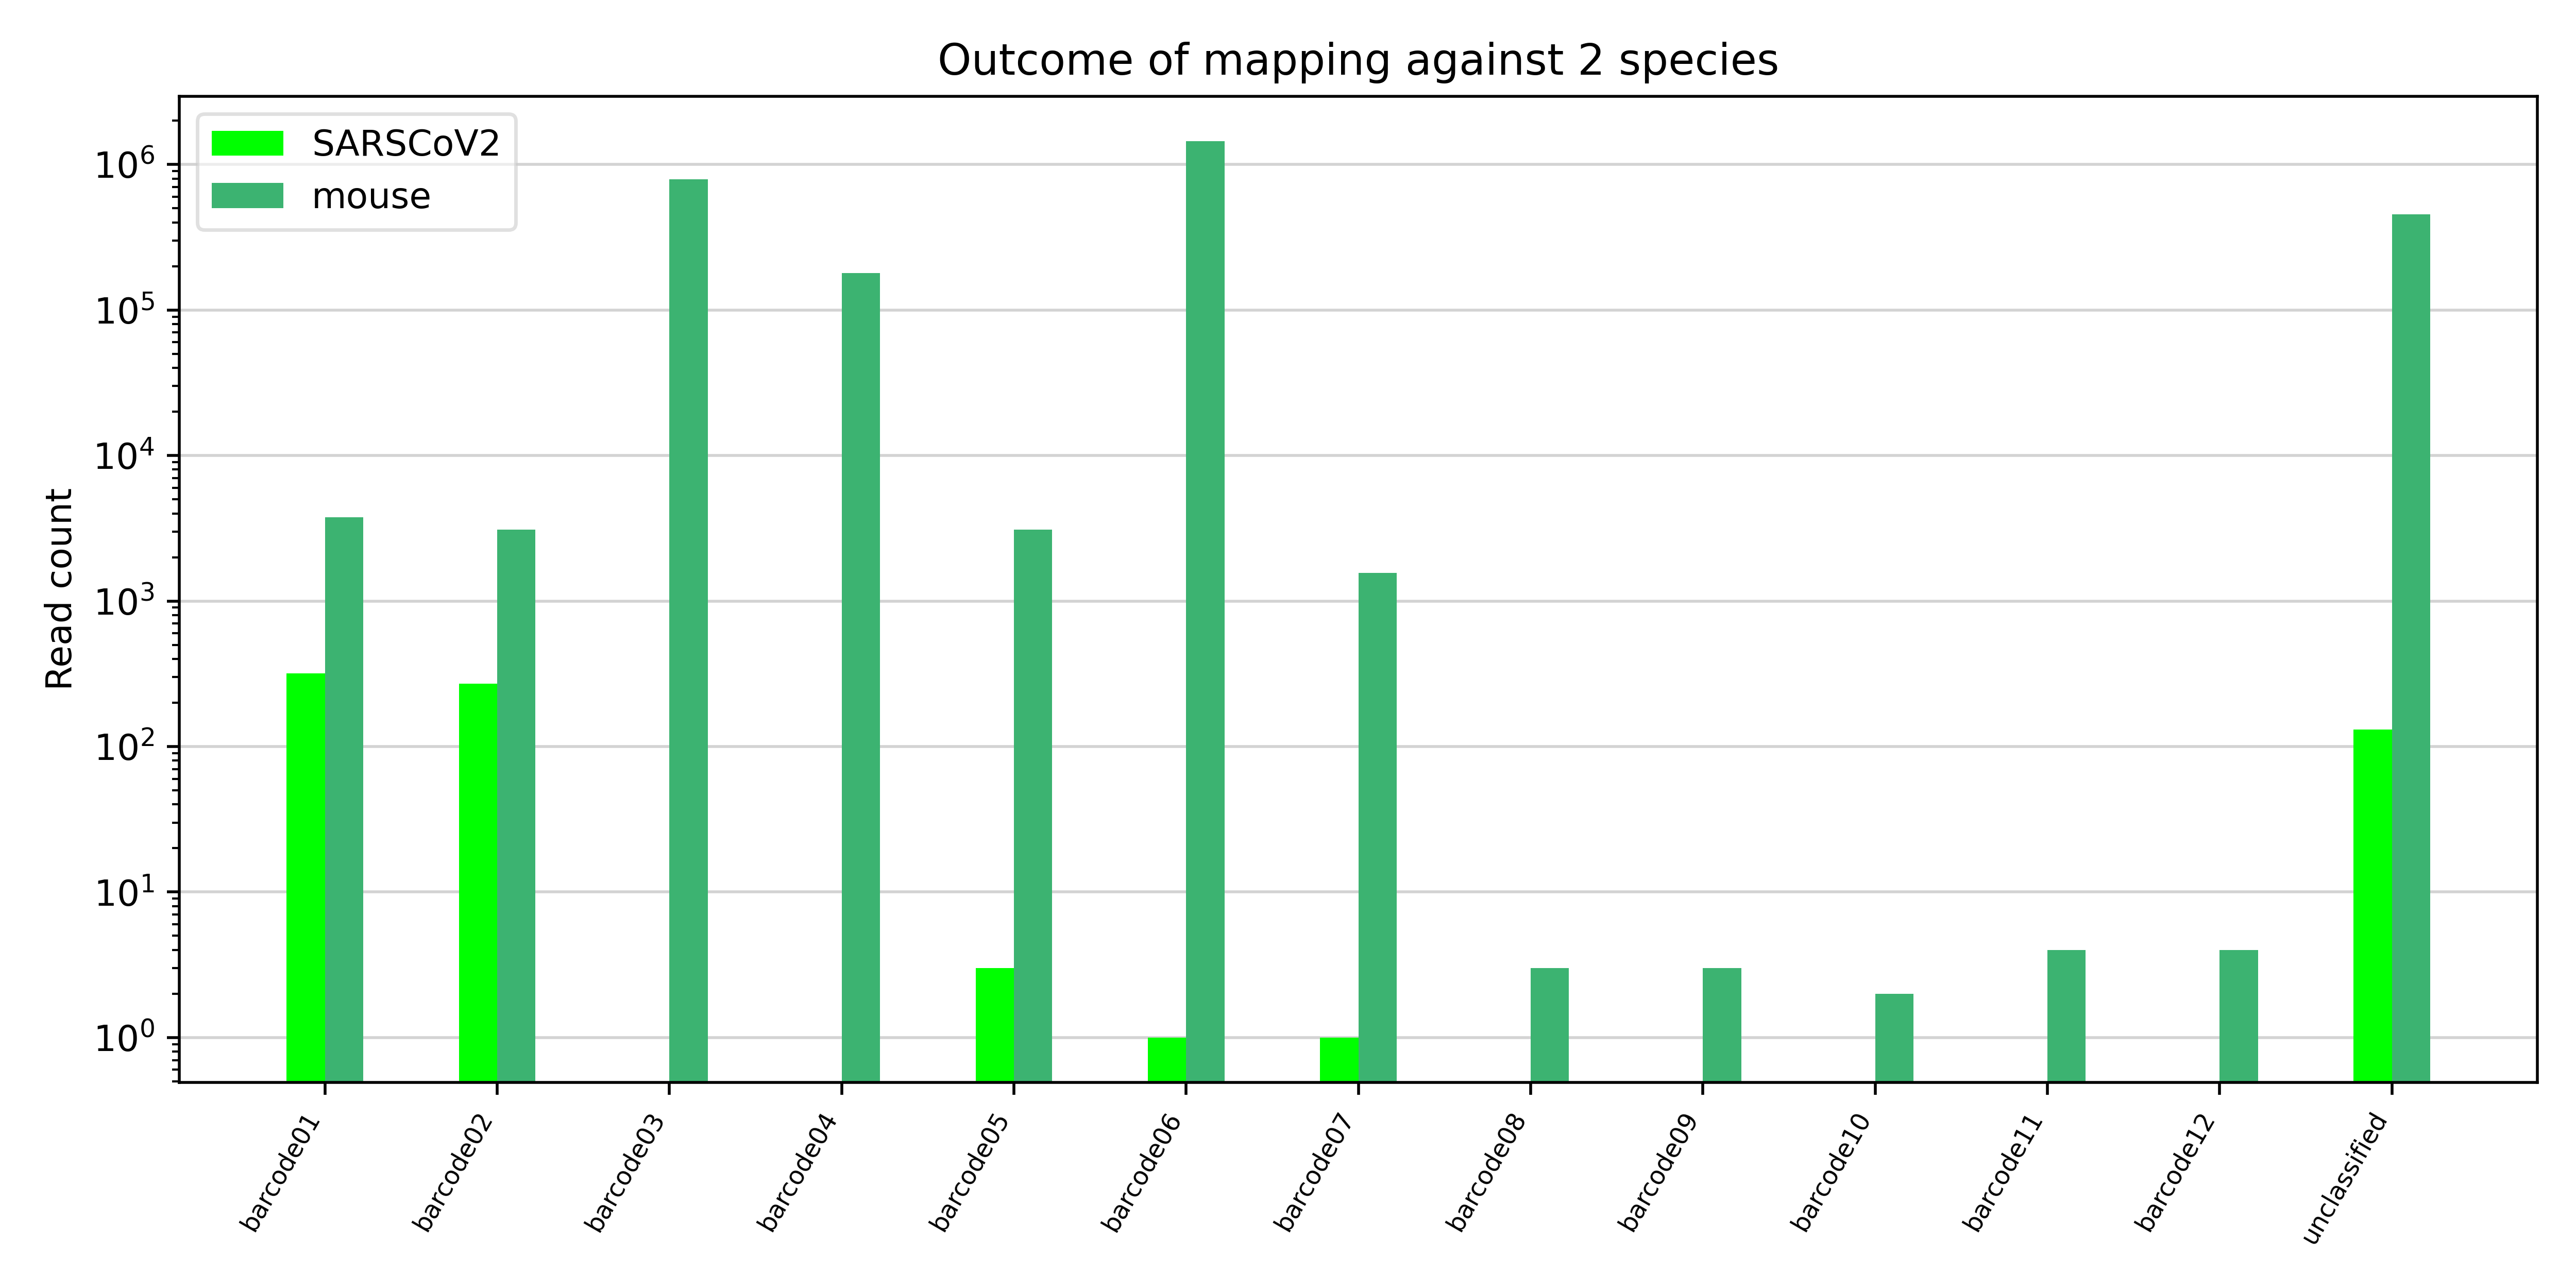 Outcome of mapping against 2 species
SARSCoV2
mouse
Read count
10^6
10^5
10^4
10^3
10^2
10^1
10^0
barcode01
barcode02
barcode03
barcode04
barcode05
barcode06
barcode07
barcode08
barcode09
barcode10
barcode11
barcode12
unclassified